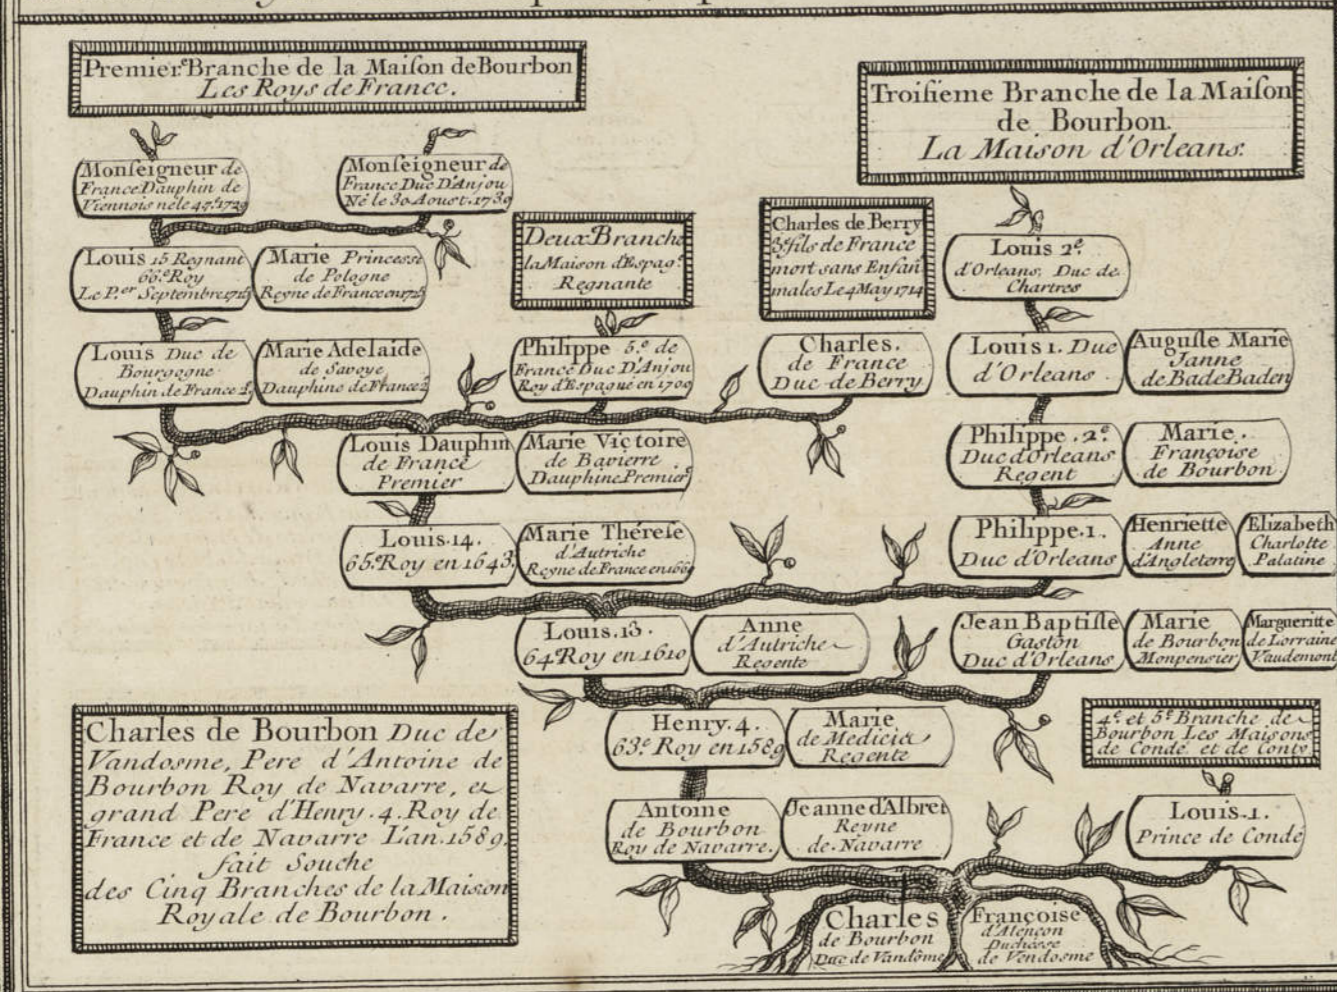 Premier.ᵉ Branche de la Maiſon de Bourbon
Les Roys de France.
Troiſieme Branche de la Maiſon
de Bourbon.
La Maison d'Orleans.
Monſeigneur de
France Dauphin de
Viennois né le 4 7.ʳ 1729
Monſeigneur de
France Duc D'Anjou
Né le 30 Aoust. 1730
Deux.ᵉ Branche
la Maison d'Espag.ᵉ
Regnante
Charles de Berry
3ᵉ fils de France
mort sans Enfan
males Le 4 May 1714
Louis 2ᵉ.
d'Orleans, Duc de
Chartres
Louis 15 Regnant
66.ᵉ Roy
Le P.ᵉʳ Septembre 1715
Marie Princesse
de Pologne
Reyne de France en 1725
Louis Duc de
Bourgogne
Dauphin de France 2.
Marie Adelaide
de Savoye
Dauphine de France 2
Philippe 5.ᵉ de
France Duc D'Anjou
Roy d'Espagne en 1700
Charles.
de France
Duc de Berry
Louis 1. Duc
d'Orleans
Auguſte Marie
Janne
de Bade Baden
Louis Dauphin
de France
Premier
Marie Victoire
de Bavierre
Dauphine Premierᵉ
Philippe .2ᵉ.
Duc d'Orleans
Regent
Marie.
Françoise
de Bourbon
Louis.14.
65.ᵉ Roy en 1643.
Marie Thérese
d'Autriche
Reyne de France en 1660
Philippe.1.
Duc d'Orleans
Henriette
Anne
d'Angleterre
Elizabeth
Charlotte
Palatine
Louis.13.
64.ᵉ Roy en 1610
Anne
d'Autriche
Regente
Jean Baptiſte
Gaston
Duc d'Orleans
Marie
de Bourbon
Monpensier
Margueritte
de Lorraine
Vaudemont
Henry.4.
63.ᵉ Roy en 1589
Marie
de Medicia
Regente
4.ᵉ et 5.ᵉ Branche de
Bourbon Les Maisons
de Condé et de Conty
Charles de Bourbon Duc de
Vandosme, Pere d'Antoine de
Bourbon Roy de Navarre, et
grand Pere d'Henry.4. Roy de
France et de Navarre L'an.1589.
fait Souche
des Cinq Branches de la Maison
Royale de Bourbon.
Antoine
de Bourbon
Roy de Navarre.
Jeanne d'Albret
Reyne
de Navarre
Louis.1.
Prince de Condé
Charles
de Bourbon
Duc de Vandôme
Françoise
d'Alençon
Duchesse
de Vendosme